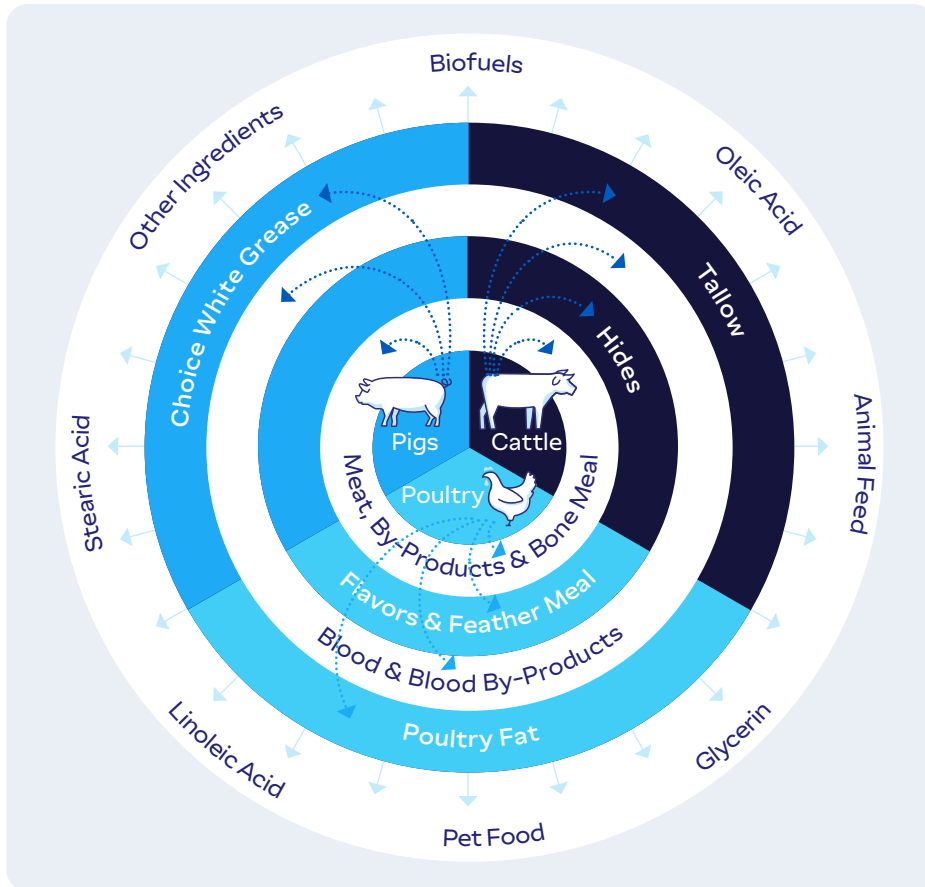 Biofuels
Oleic Acid
Animal Feed
Glycerin
Pet Food
Linoleic Acid
Stearic Acid
Other Ingredients
Choice White Grease
Tallow
Poultry Fat
Blood & Blood By-Products
Hides
Flavors & Feather Meal
Meat, By-Products & Bone Meal
Pigs
Cattle
Poultry